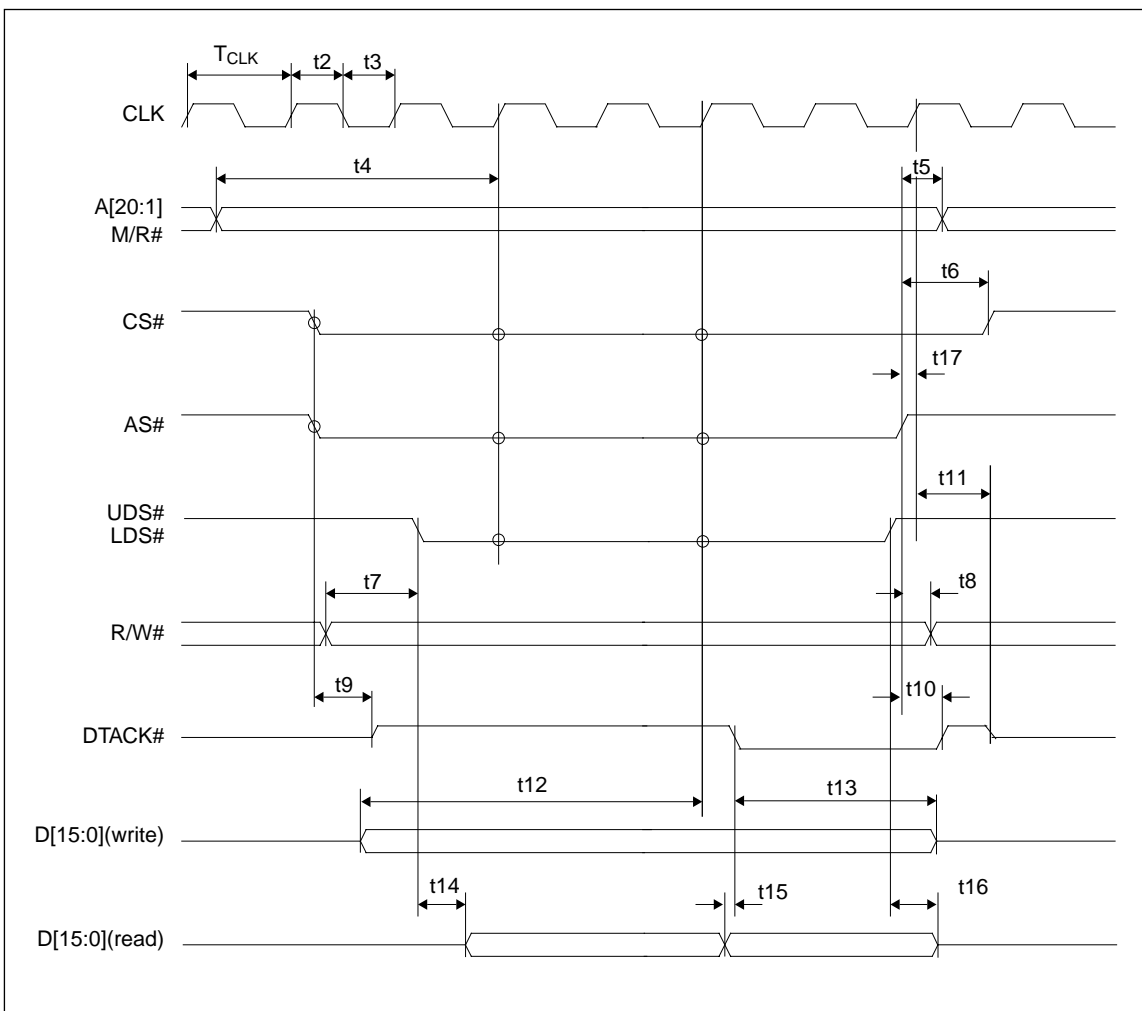 TCLK t2 t3
CLK
t4 t5
A[20:1]
M/R#
t6
CS#
t17
AS#
t11
UDS#
LDS#
t7 t8
R/W#
t9 t10
DTACK#
t12 t13
D[15:0](write)
t14 t15 t16
D[15:0](read)